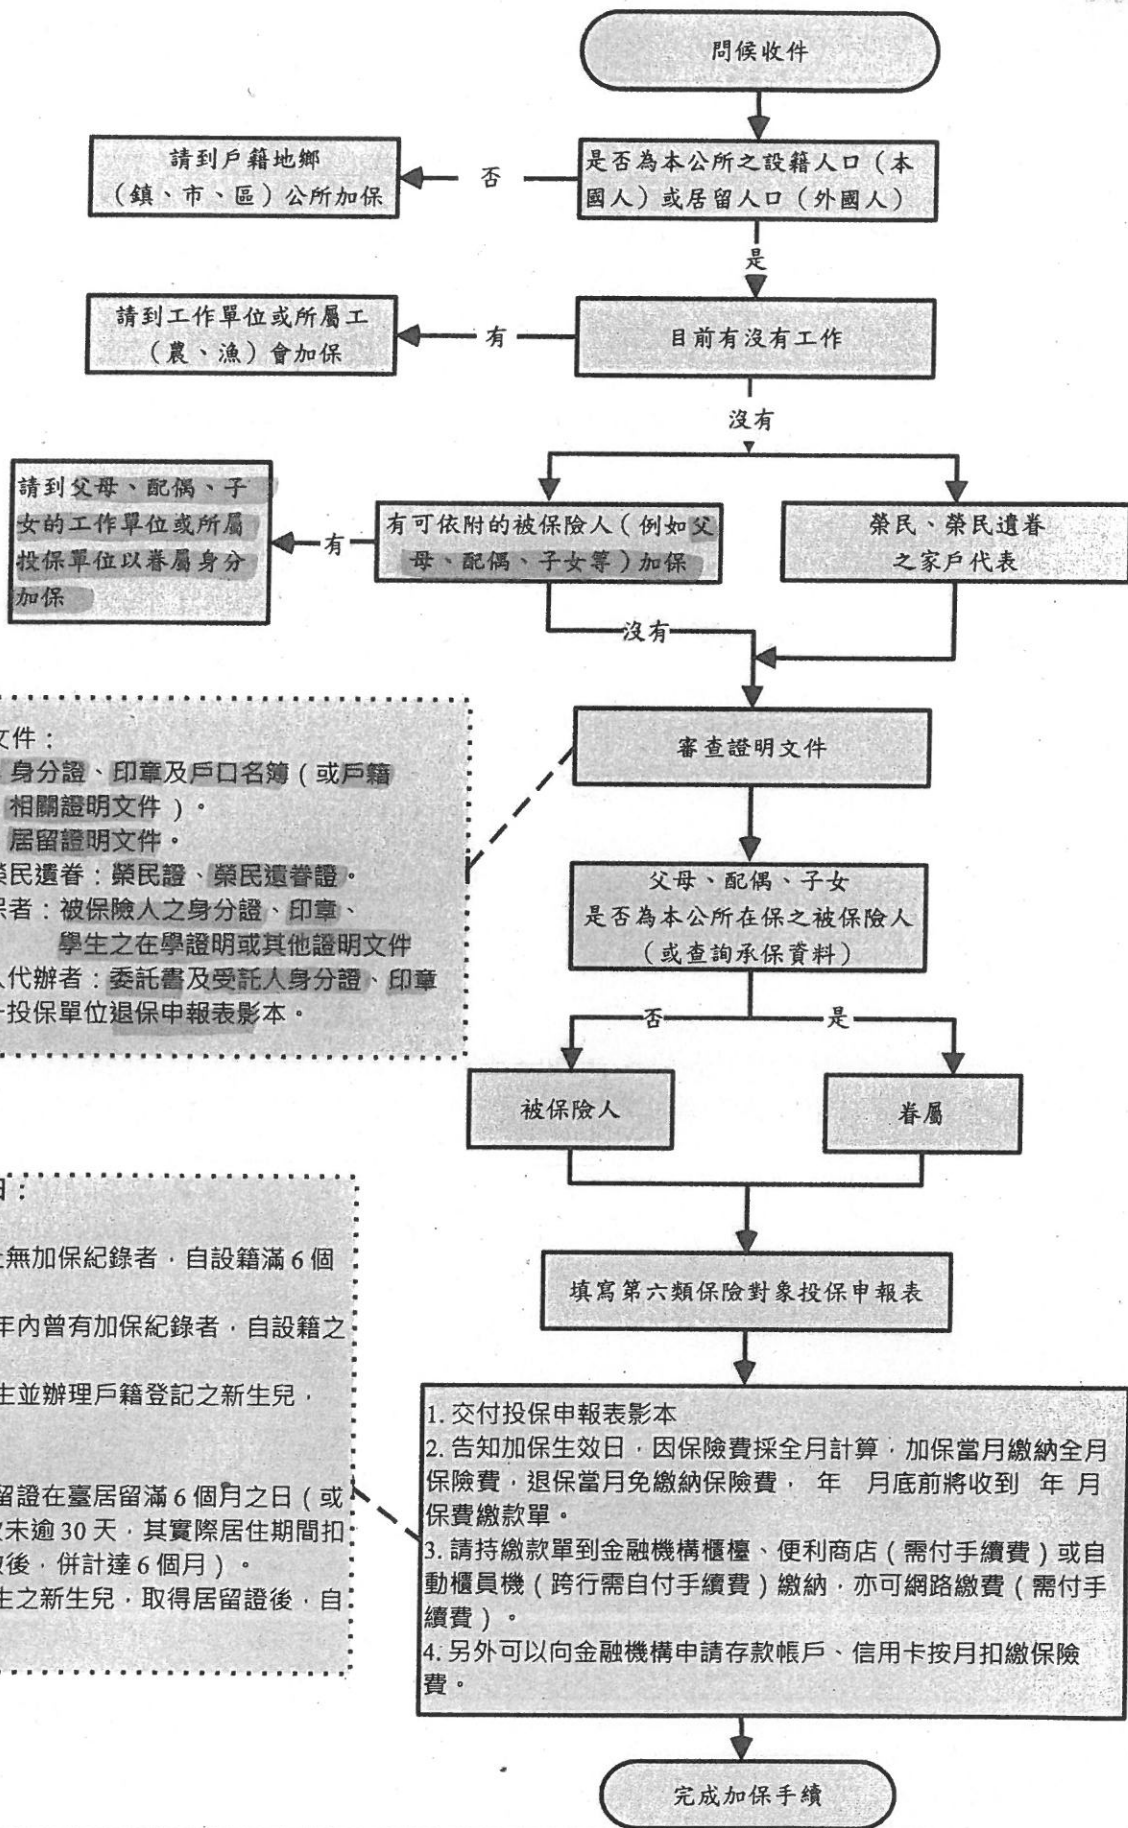 問候收件
是否為本公所之設籍人口（本
國人）或居留人口（外國人）
否
請到戶籍地鄉
（鎮、市、區）公所加保
是
目前有沒有工作
有
請到工作單位或所屬工
（農、漁）會加保
沒有
有可依附的被保險人（例如父
母、配偶、子女等）加保
榮民、榮民遺眷
之家戶代表
有
請到父母、配偶、子
女的工作單位或所屬
投保單位以眷屬身分
加保
沒有
審查證明文件
文件：
身分證、印章及戶口名簿（或戶籍
相關證明文件）。
居留證明文件。
榮民遺眷：榮民證、榮民遺眷證。
保者：被保險人之身分證、印章、
學生之在學證明或其他證明文件
人代辦者：委託書及受託人身分證、印章
投保單位退保申報表影本。
父母、配偶、子女
是否為本公所在保之被保險人
（或查詢承保資料）
否
是
被保險人
眷屬
填寫第六類保險對象投保申報表
日：
無加保紀錄者，自設籍滿6個
年內曾有加保紀錄者，自設籍之
生並辦理戶籍登記之新生兒，
留證在臺居留滿6個月之日（或
數未逾30天，其實際居住期間扣
數後，併計達6個月）。
生之新生兒，取得居留證後，自
1. 交付投保申報表影本
2. 告知加保生效日，因保險費採全月計算，加保當月繳納全月
保險費，退保當月免繳納保險費， 年 月底前將收到 年 月
保費繳款單。
3. 請持繳款單到金融機構櫃檯、便利商店（需付手續費）或自
動櫃員機（跨行需自付手續費）繳納，亦可網路繳費（需付手
續費）。
4. 另外可以向金融機構申請存款帳戶、信用卡按月扣繳保險
費。
完成加保手續